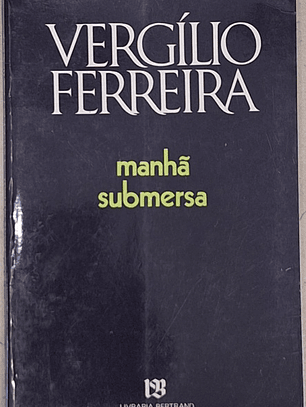 VERGÍLIO
FERREIRA
manhã
submersa
LIVRARIA BERTRAND